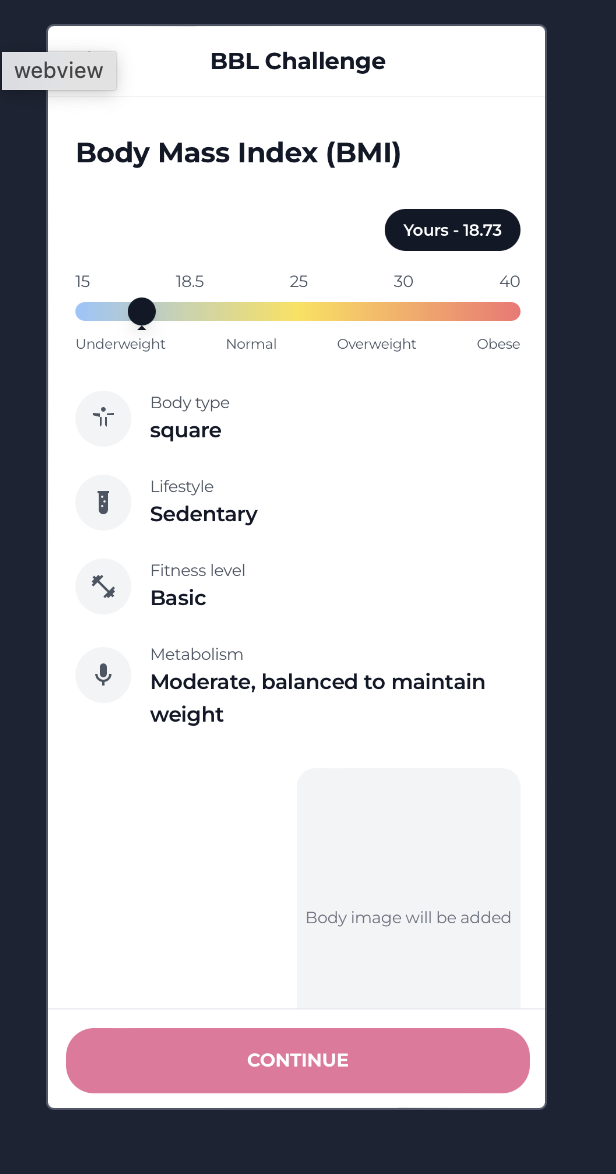 BBL Challenge
webview
Body Mass Index (BMI)
Yours - 18.73
15 18.5 25 30 40
Underweight Normal Overweight Obese
Body type
square
Lifestyle
Sedentary
Fitness level
Basic
Metabolism
Moderate, balanced to maintain
weight
Body image will be added
CONTINUE